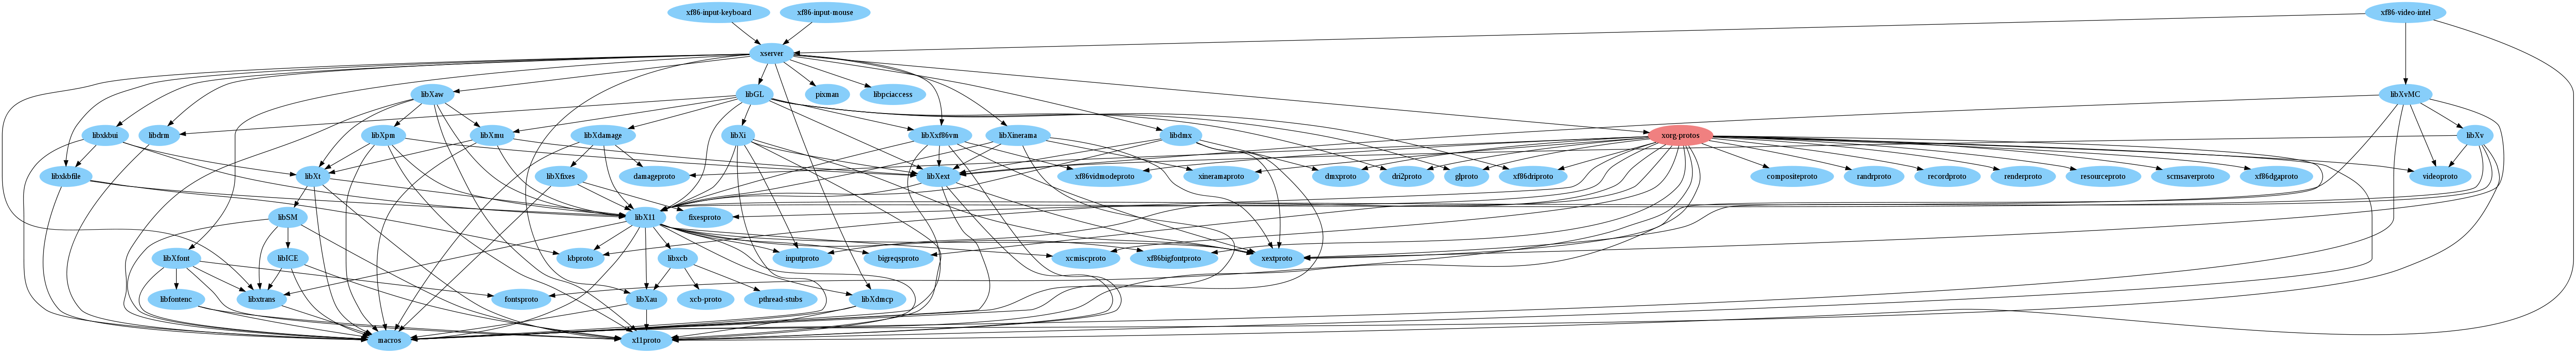 xf86-input-keyboard
xf86-input-mouse
xf86-video-intel
xserver
libXaw
libGL
pixman
libpciaccess
libXvMC
libxkbui
libdrm
libXpm
libXmu
libXdamage
libXi
libXxf86vm
libXinerama
libdmx
xorg-protos
libXv
libxkbfile
libXt
libXfixes
damageproto
libXext
xf86vidmodeproto
xineramaproto
dmxproto
dri2proto
glproto
xf86driproto
compositeproto
randrproto
recordproto
renderproto
resourceproto
scrnsaverproto
xf86dgaproto
videoproto
libSM
libX11
fixesproto
libXfont
libICE
kbproto
libxcb
inputproto
bigreqsproto
xcmiscproto
xf86bigfontproto
xextproto
libfontenc
libxtrans
fontsproto
libXau
xcb-proto
pthread-stubs
libXdmcp
macros
x11proto